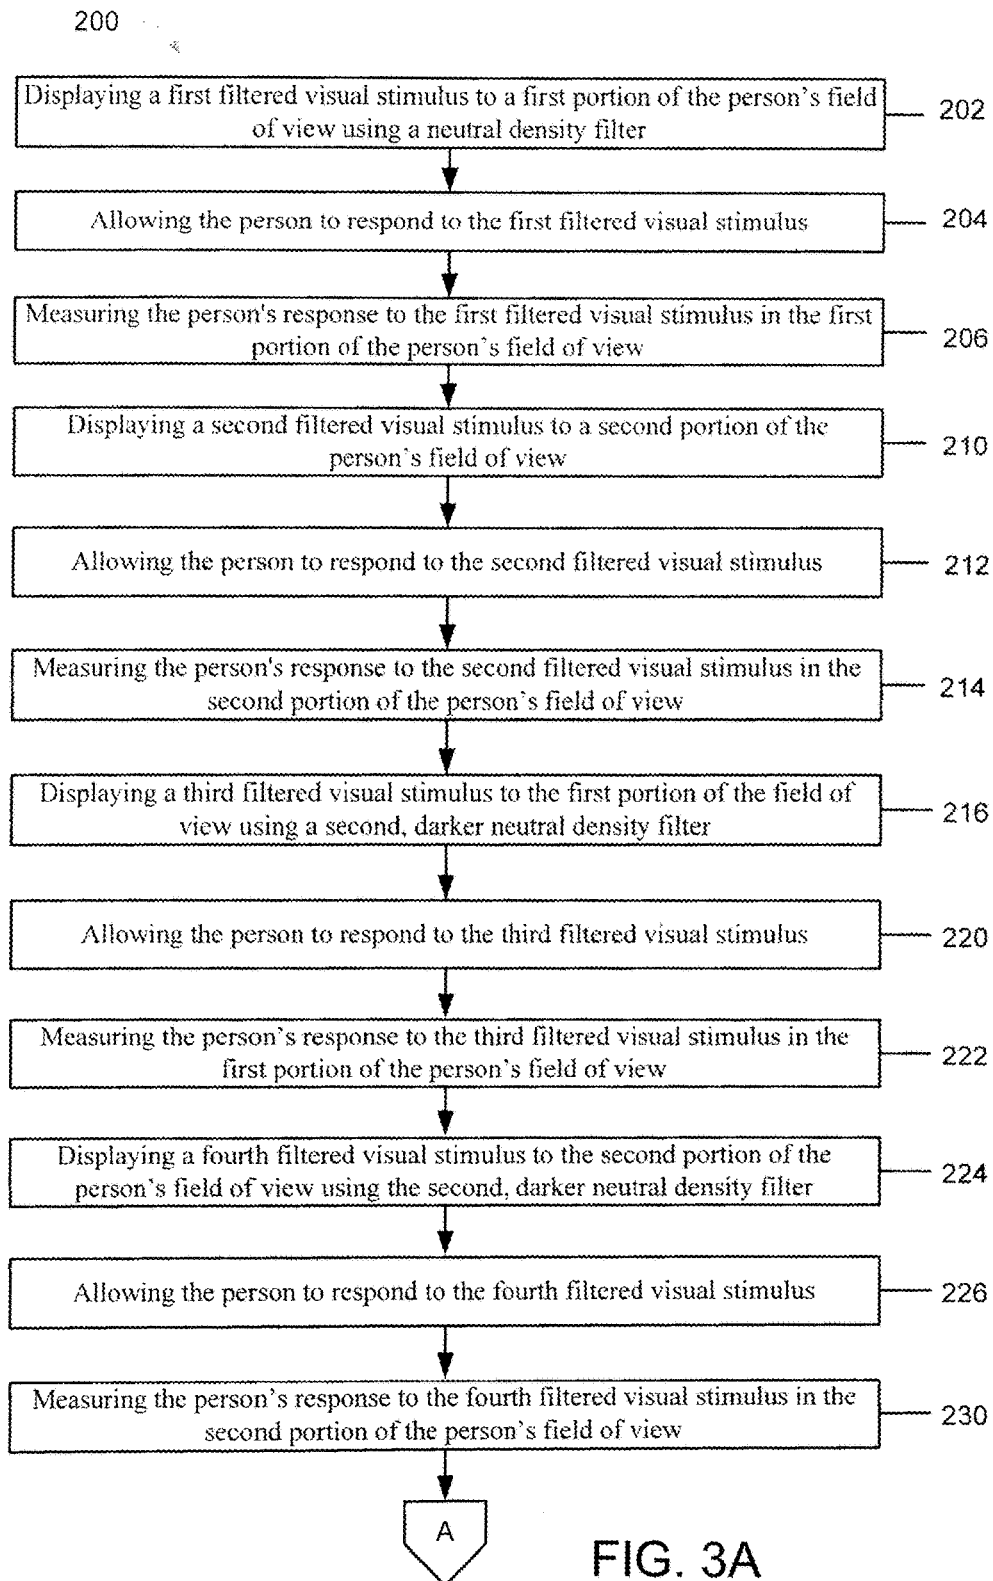 200
Displaying a first filtered visual stimulus to a first portion of the person's field
of view using a neutral density filter
202
Allowing the person to respond to the first filtered visual stimulus
204
Measuring the person's response to the first filtered visual stimulus in the first
portion of the person's field of view
206
Displaying a second filtered visual stimulus to a second portion of the
person's field of view
210
Allowing the person to respond to the second filtered visual stimulus
212
Measuring the person's response to the second filtered visual stimulus in the
second portion of the person's field of view
214
Displaying a third filtered visual stimulus to the first portion of the field of
view using a second, darker neutral density filter
216
Allowing the person to respond to the third filtered visual stimulus
220
Measuring the person's response to the third filtered visual stimulus in the
first portion of the person's field of view
222
Displaying a fourth filtered visual stimulus to the second portion of the
person's field of view using the second, darker neutral density filter
224
Allowing the person to respond to the fourth filtered visual stimulus
226
Measuring the person's response to the fourth filtered visual stimulus in the
second portion of the person's field of view
230
A
FIG. 3A